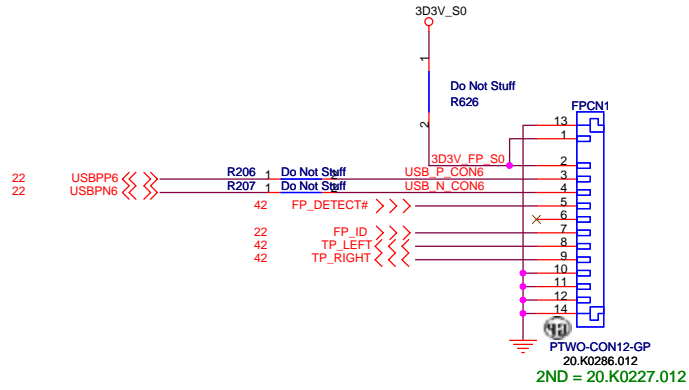 3D3V_S0
1
Do Not Stuff
R626
2
FPCN1
13
1
3D3V_FP_S0 2
22 USBPP6 R206 1 Do Not Stuff 2 USB_P_CON6 3
22 USBPN6 R207 1 Do Not Stuff 2 USB_N_CON6 4
42 FP_DETECT# 5
6
22 FP_ID 7
42 TP_LEFT 8
42 TP_RIGHT 9
10
11
12
14
PTWO-CON12-GP
20.K0286.012
2ND = 20.K0227.012